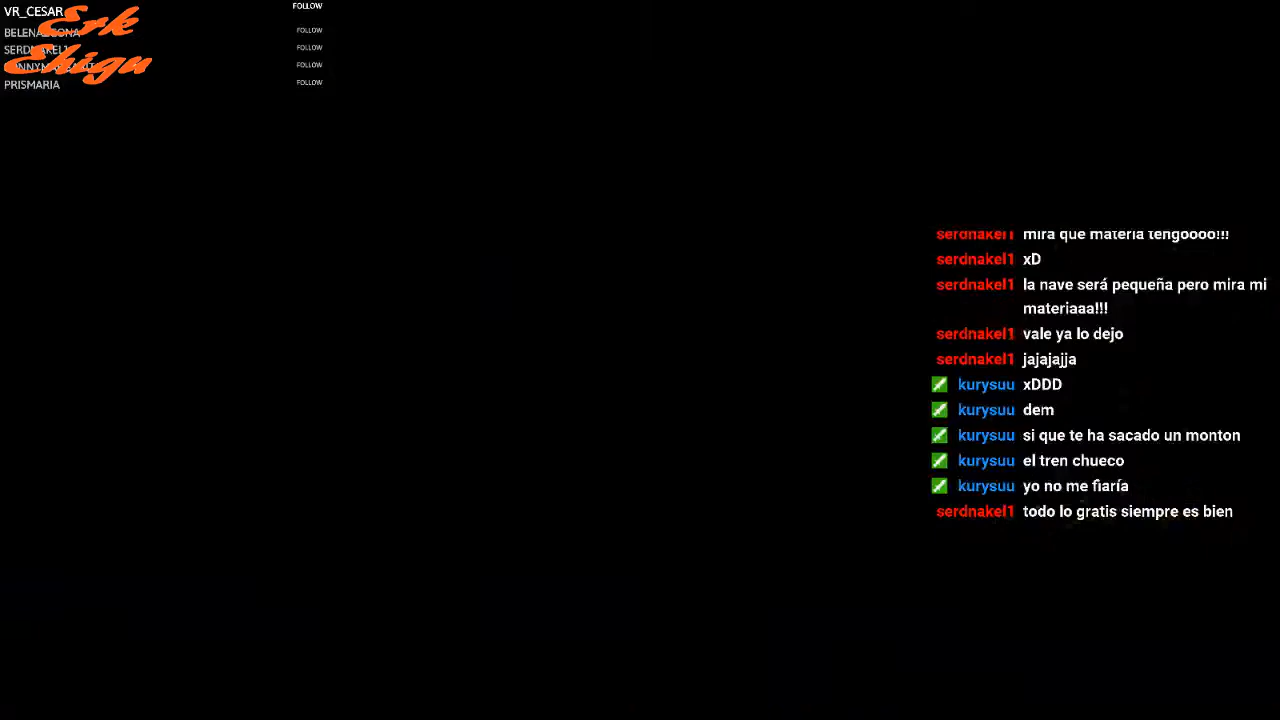 VR_CESAR FOLLOW
Erk
FOLLOW
FOLLOW
Ehigu
FOLLOW
PRISMARIA FOLLOW
serdnakel1 mira que materia tengoooo!!!
serdnakel1 xD
serdnakel1 la nave será pequeña pero mira mi
materiaaa!!!
serdnakel1 vale ya lo dejo
serdnakel1 jajajajja
kurysuu xDDD
kurysuu dem
kurysuu si que te ha sacado un monton
kurysuu el tren chueco
kurysuu yo no me fiaría
serdnakel1 todo lo gratis siempre es bien